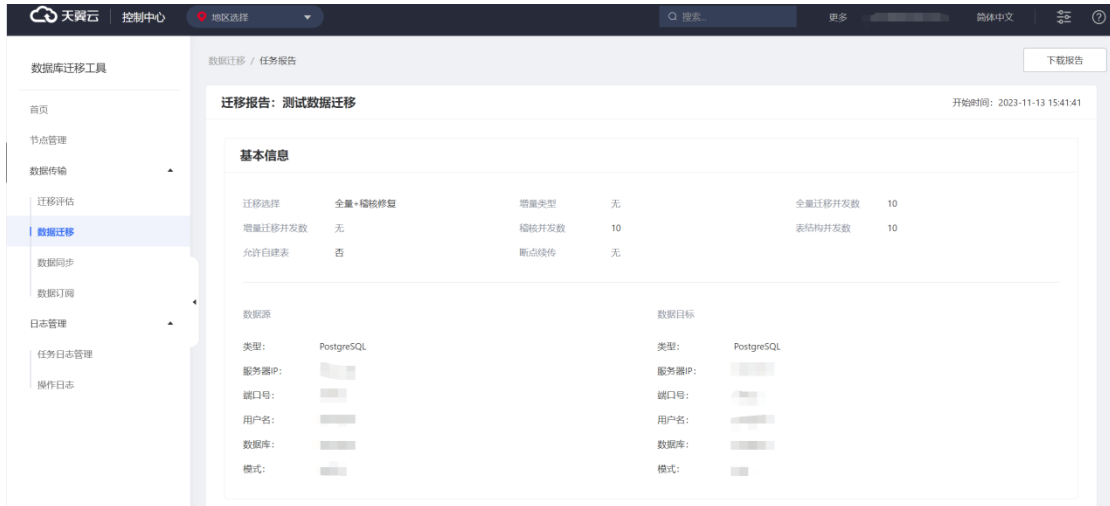 天翼云 控制中心 地区选择 搜索... 更多 简体中文
数据库迁移工具
首页
节点管理
数据传输
迁移评估
数据迁移
数据同步
数据订阅
日志管理
任务日志管理
操作日志
数据迁移 / 任务报告 下载报告
迁移报告：测试数据迁移 开始时间：2023-11-13 15:41:41
基本信息
迁移选择 全量+稽核修复 增量类型 无 全量迁移并发数 10
增量迁移并发数 无 稽核并发数 10 表结构并发数 10
允许自建表 否 断点续传 无
数据源 数据目标
类型： PostgreSQL 类型： PostgreSQL
服务器IP： 服务器IP：
端口号： 端口号：
用户名： 用户名：
数据库： 数据库：
模式： 模式：